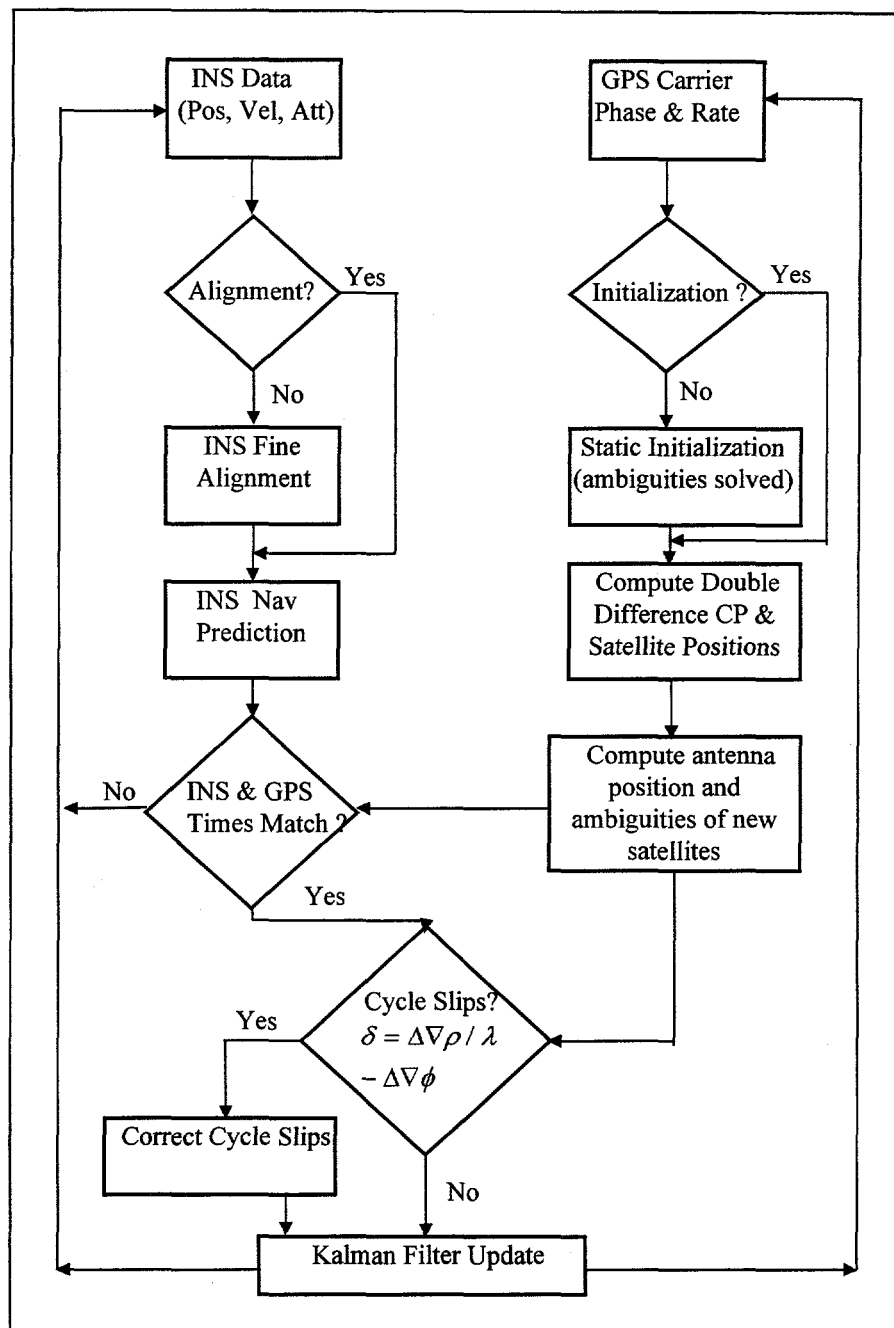 INS Data
(Pos, Vel, Att)
GPS Carrier
Phase & Rate
Alignment?
Yes
No
Initialization ?
Yes
No
INS Fine
Alignment
Static Initialization
(ambiguities solved)
INS Nav
Prediction
Compute Double
Difference CP &
Satellite Positions
INS & GPS
Times Match ?
No
Yes
Compute antenna
position and
ambiguities of new
satellites
Cycle Slips?
δ = Δ∇ρ / λ
- Δ∇ϕ
Yes
No
Correct Cycle Slips
Kalman Filter Update